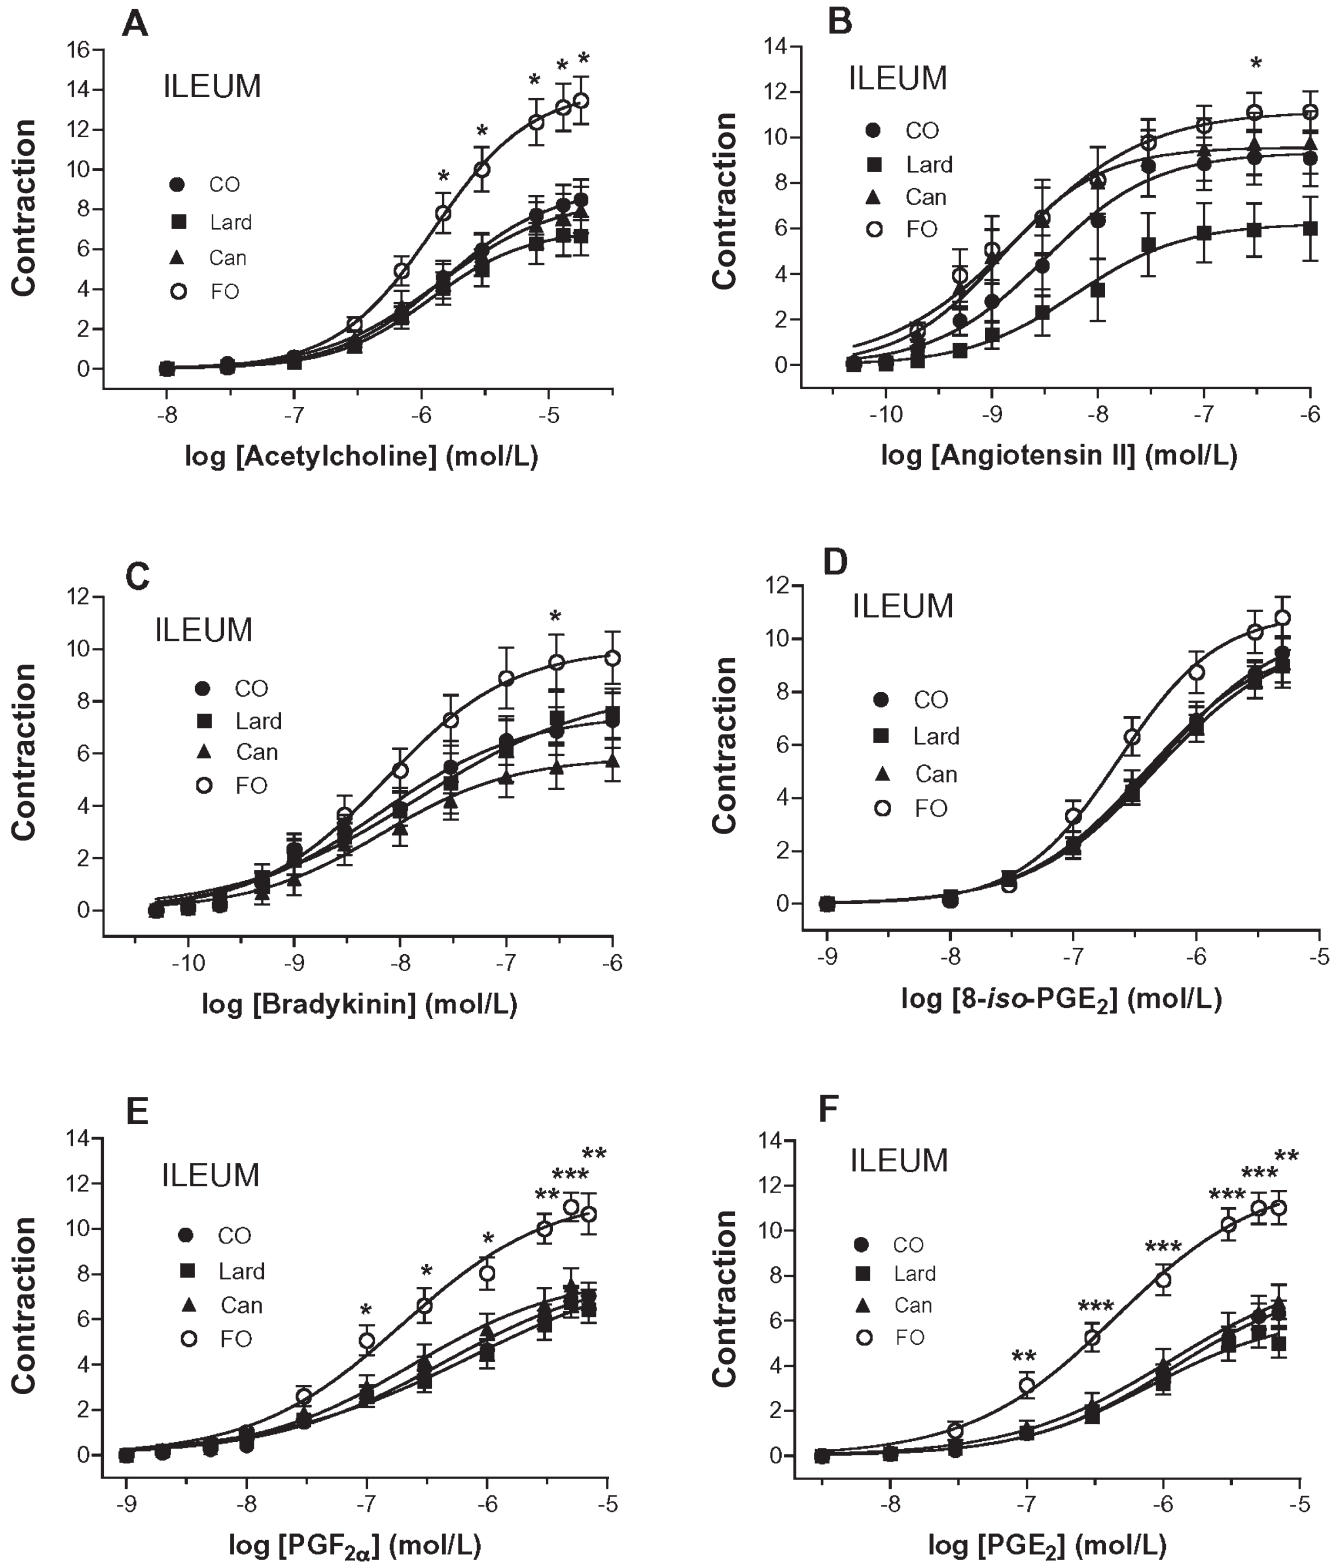 A
ILEUM
CO
Lard
Can
FO
Contraction
16
14
12
10
8
6
4
2
0
*
*
*
*
*
-8
-7
-6
-5
log [Acetylcholine] (mol/L)
B
ILEUM
CO
Lard
Can
FO
Contraction
14
12
10
8
6
4
2
0
*
-10
-9
-8
-7
-6
log [Angiotensin II] (mol/L)
C
ILEUM
CO
Lard
Can
FO
Contraction
12
10
8
6
4
2
0
*
-10
-9
-8
-7
-6
log [Bradykinin] (mol/L)
D
ILEUM
CO
Lard
Can
FO
Contraction
12
10
8
6
4
2
0
-9
-8
-7
-6
-5
log [8-iso-PGE₂] (mol/L)
E
ILEUM
CO
Lard
Can
FO
Contraction
14
12
10
8
6
4
2
0
*
*
*
**
***
**
-9
-8
-7
-6
-5
log [PGF₂α] (mol/L)
F
ILEUM
CO
Lard
Can
FO
Contraction
14
12
10
8
6
4
2
0
**
***
***
***
***
**
-8
-7
-6
-5
log [PGE₂] (mol/L)